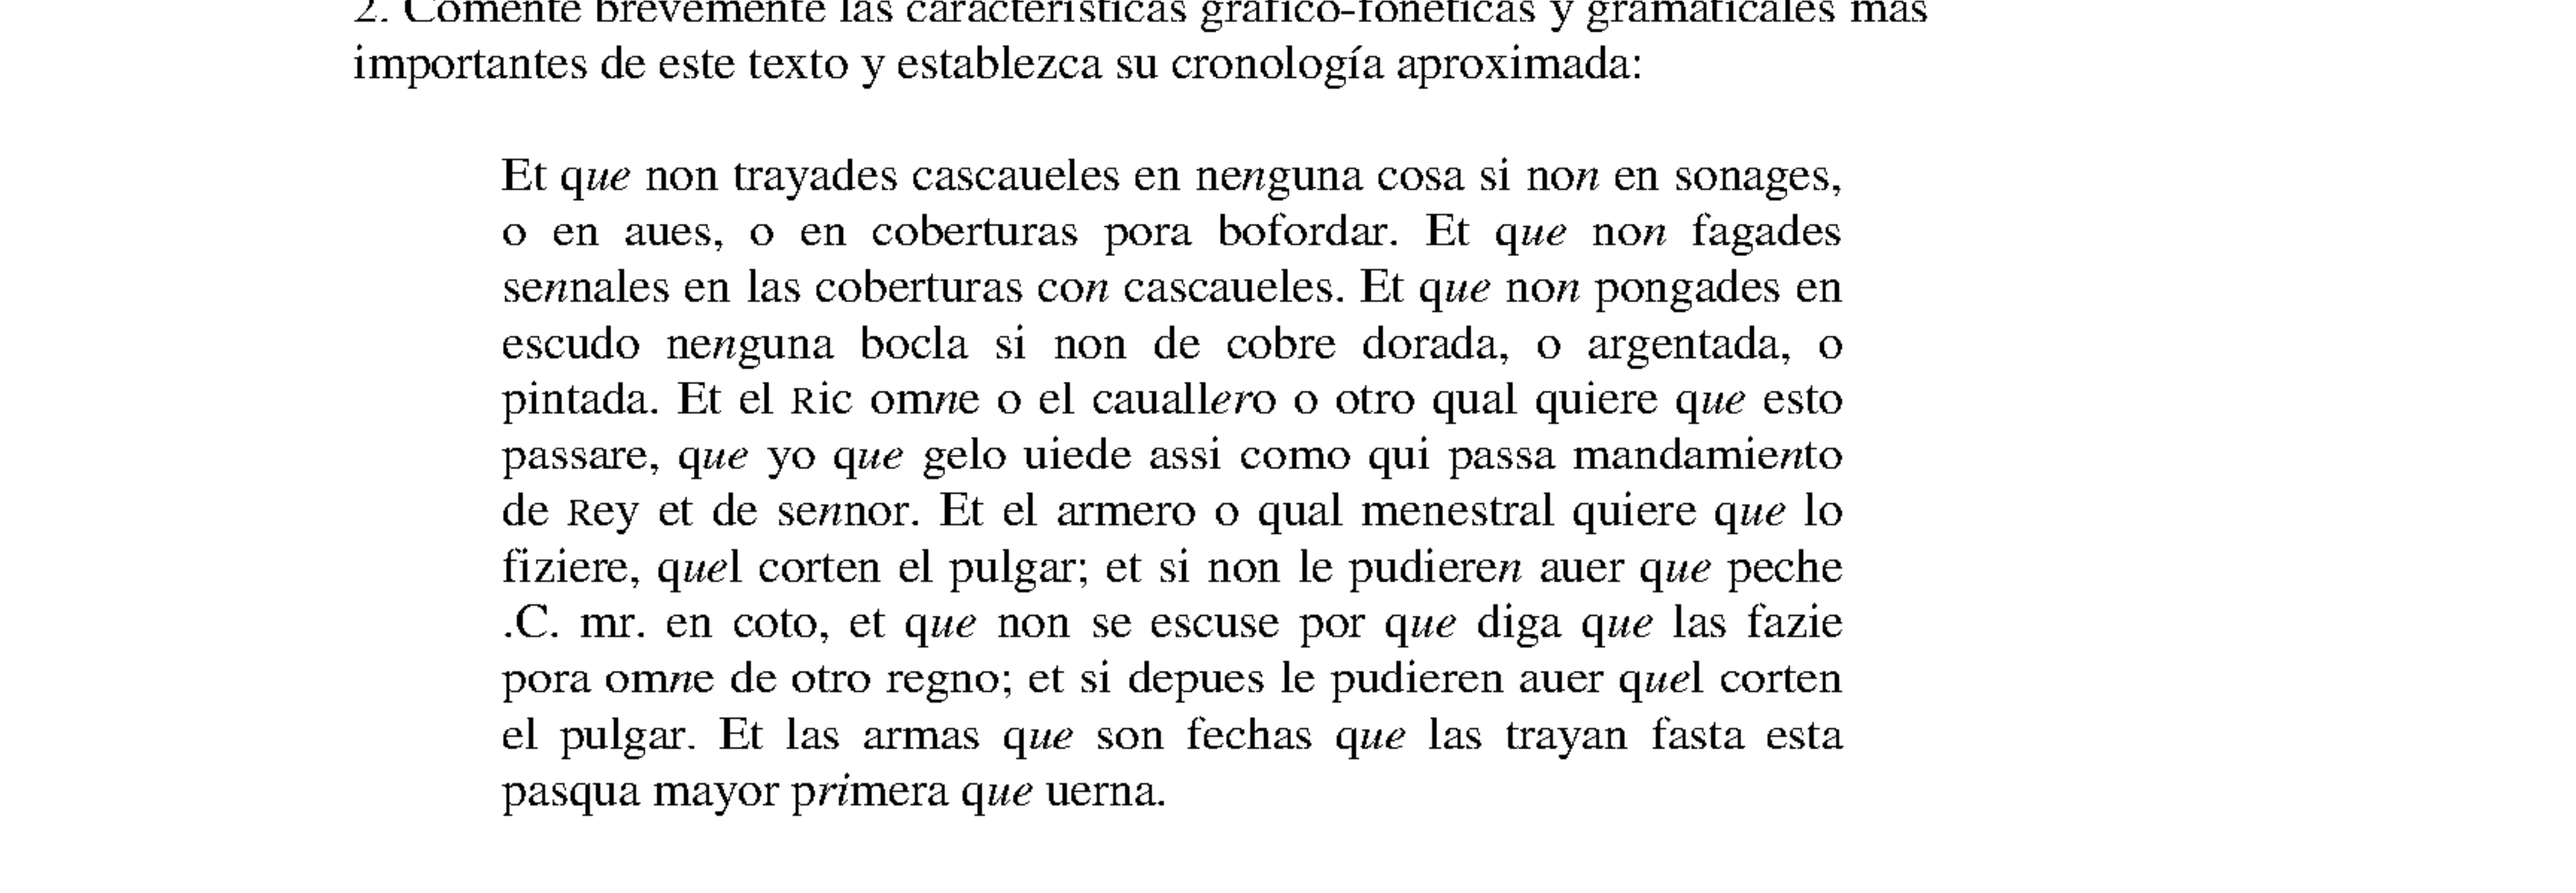 2. Comente brevemente las características gráfico-fonéticas y gramaticales más
importantes de este texto y establezca su cronología aproximada:
Et que non trayades cascaueles en nenguna cosa si non en sonages,
o en aues, o en coberturas pora bofordar. Et que non fagades
sennales en las coberturas con cascaueles. Et que non pongades en
escudo nenguna bocla si non de cobre dorada, o argentada, o
pintada. Et el Ric omne o el cauallero o otro qual quiere que esto
passare, que yo que gelo uiede assi como qui passa mandamiento
de Rey et de sennor. Et el armero o qual menestral quiere que lo
fiziere, quel corten el pulgar; et si non le pudieren auer que peche
.C. mr. en coto, et que non se escuse por que diga que las fazie
pora omne de otro regno; et si depues le pudieren auer quel corten
el pulgar. Et las armas que son fechas que las trayan fasta esta
pasqua mayor primera que uerna.